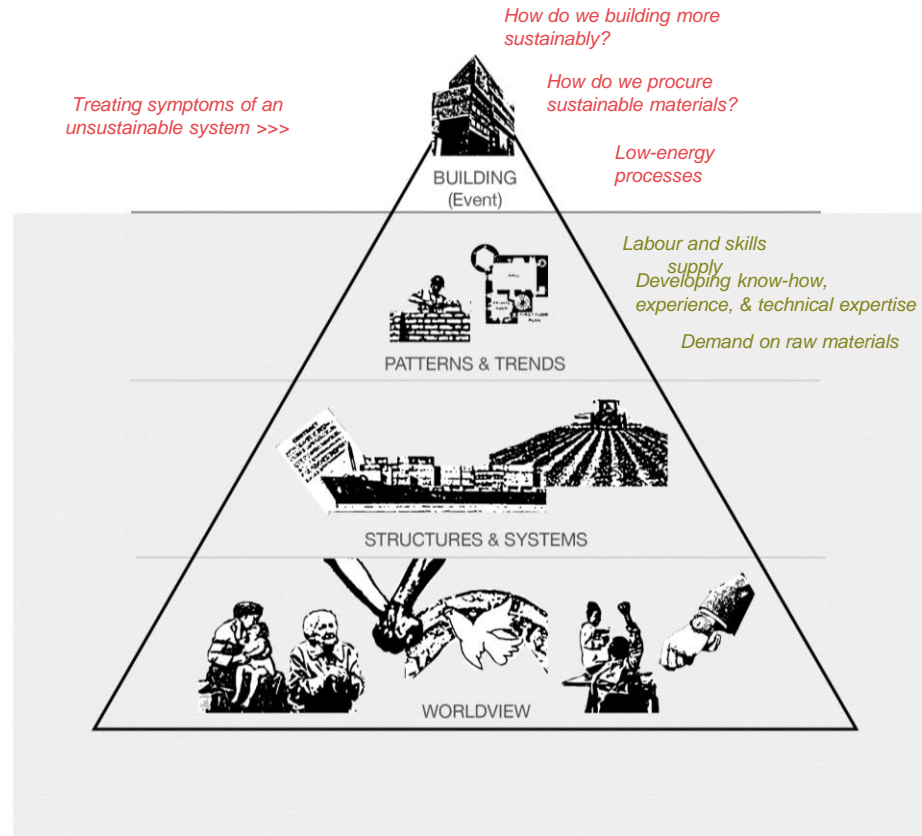 How do we building more
sustainably?
How do we procure
sustainable materials?
Treating symptoms of an
unsustainable system >>>
Low-energy
processes
BUILDING
(Event)
Labour and skills
supply
Developing know-how,
experience, & technical expertise
Demand on raw materials
PATTERNS & TRENDS
CONTRACT
STRUCTURES & SYSTEMS
WORLDVIEW